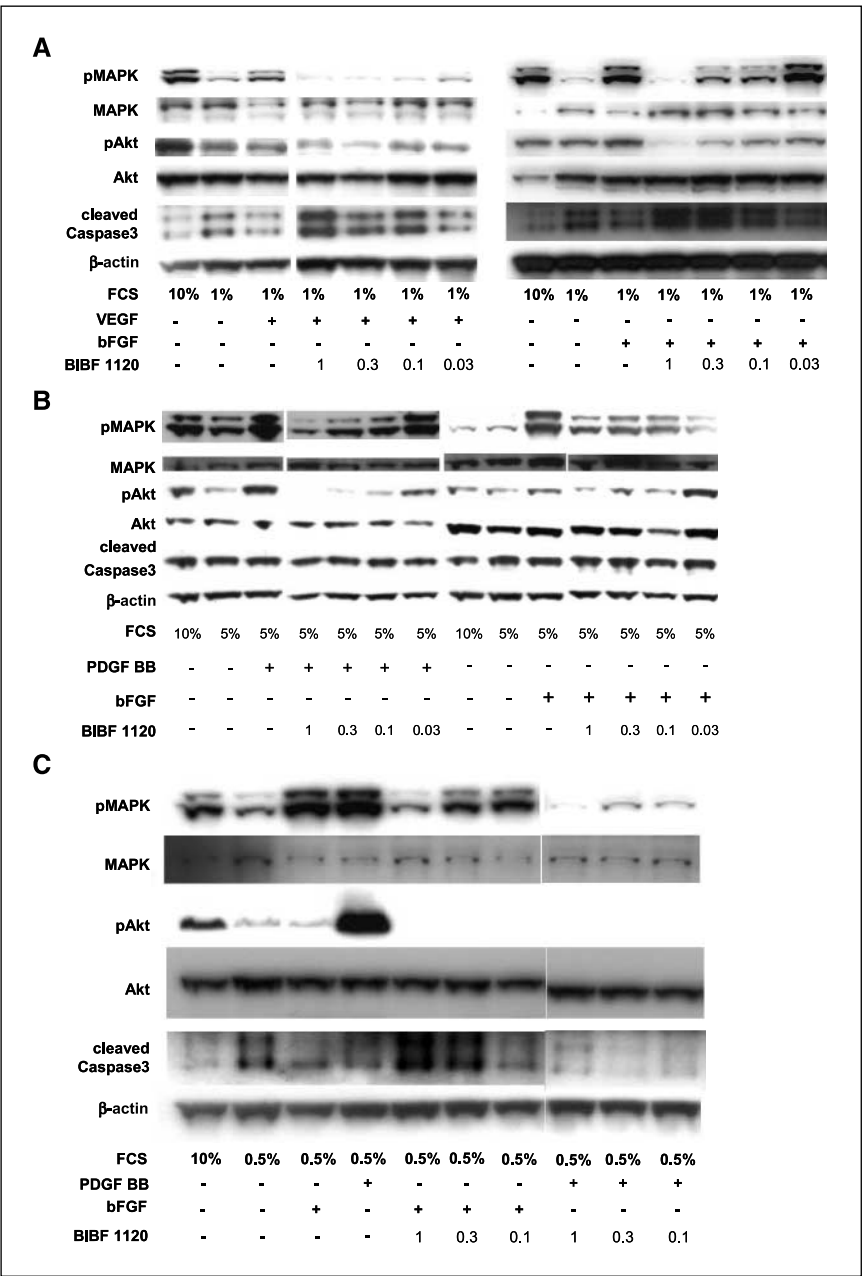 A
pMAPK
MAPK
pAkt
Akt
cleaved
Caspase3
β-actin
FCS 10% 1% 1% 1% 1% 1% 1% 10% 1% 1% 1% 1% 1% 1%
VEGF - - + + + + + - - - - - - -
bFGF - - - - - - - - - + + + + +
BIBF 1120 - - - 1 0.3 0.1 0.03 - - - 1 0.3 0.1 0.03
B
pMAPK
MAPK
pAkt
Akt
cleaved
Caspase3
β-actin
FCS 10% 5% 5% 5% 5% 5% 5% 10% 5% 5% 5% 5% 5% 5%
PDGF BB - - + + + + + - - - - - - -
bFGF - - - - - - - - - + + + + +
BIBF 1120 - - - 1 0.3 0.1 0.03 - - - 1 0.3 0.1 0.03
C
pMAPK
MAPK
pAkt
Akt
cleaved
Caspase3
β-actin
FCS 10% 0.5% 0.5% 0.5% 0.5% 0.5% 0.5% 0.5% 0.5% 0.5%
PDGF BB - - - + - - - + + +
bFGF - - + - + + + - - -
BIBF 1120 - - - - 1 0.3 0.1 1 0.3 0.1